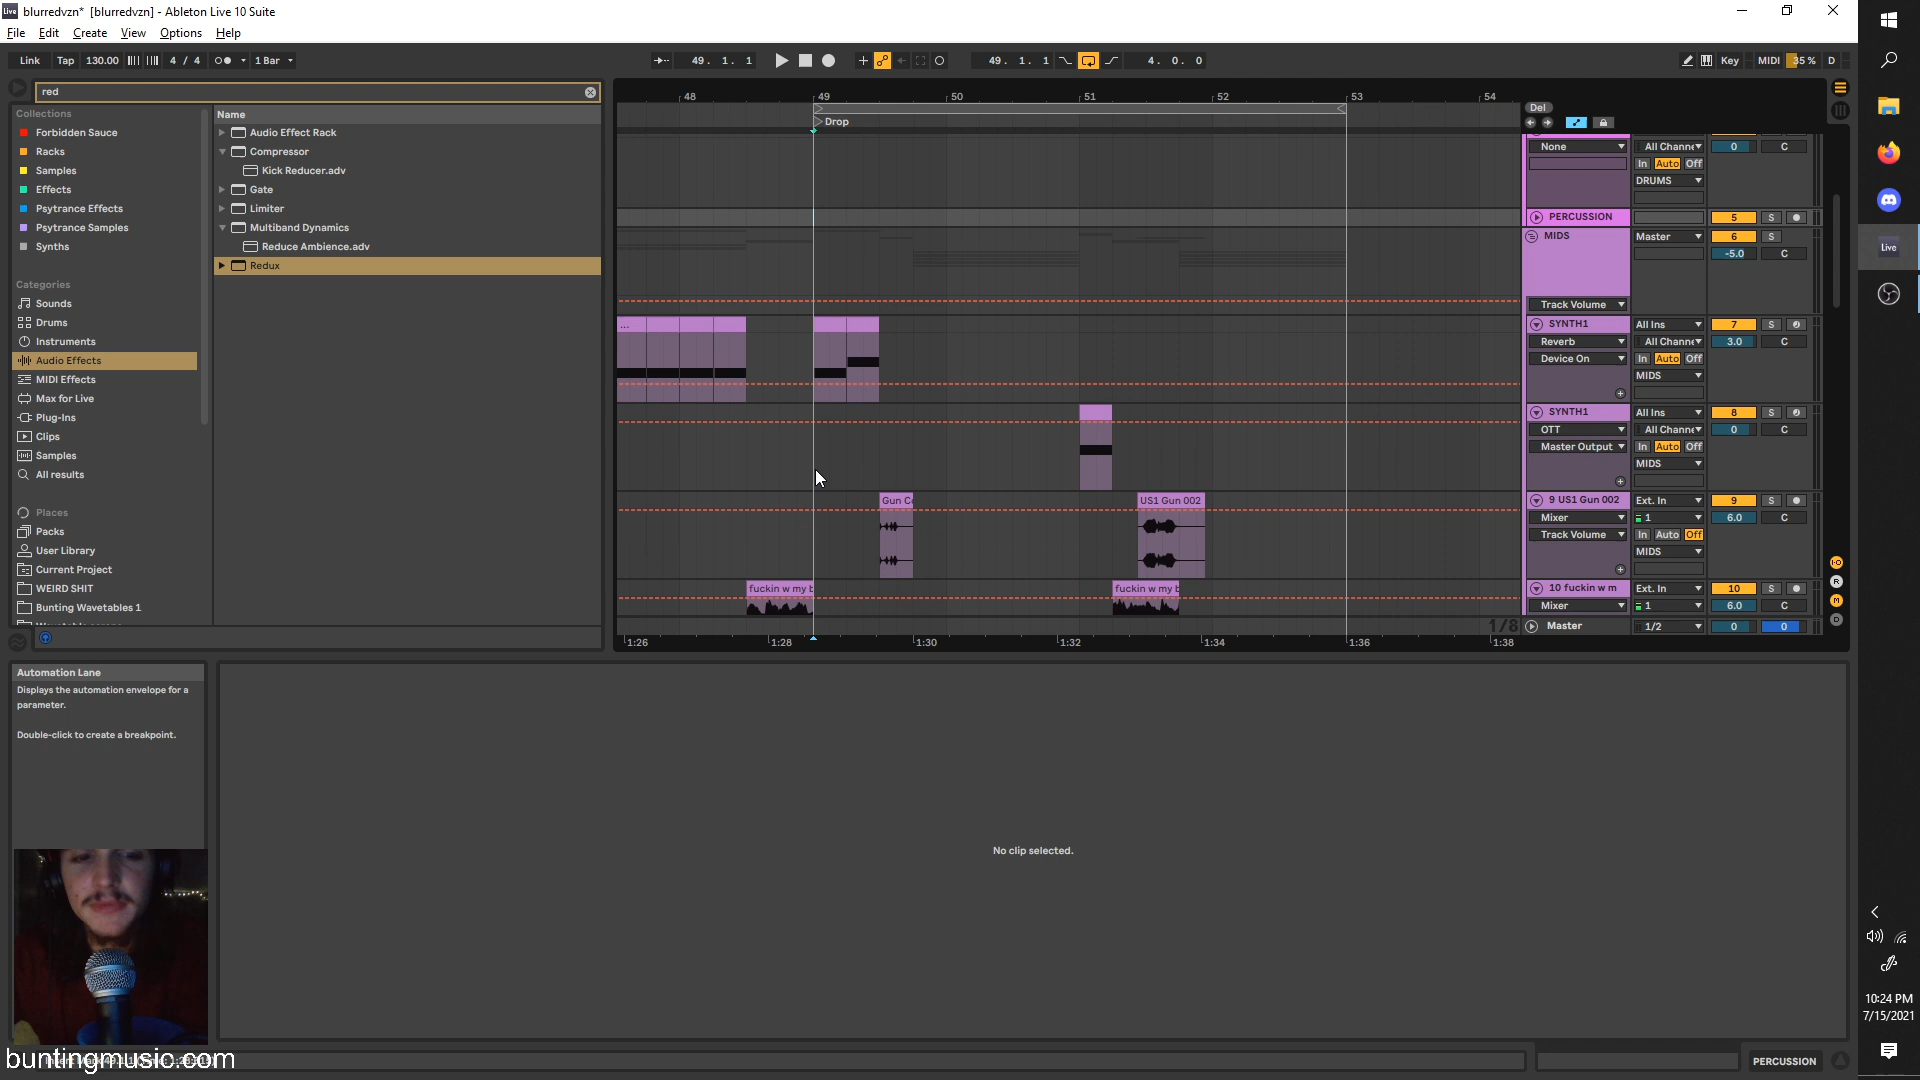 blurredvzn* [blurredvzn] - Ableton Live 10 Suite
File Edit Create View Options Help
Link Tap 130.00 4 / 4 1 Bar 49. 1. 1 49. 1. 1 4. 0. 0 Key MIDI 35 % D
red
Collections
Forbidden Sauce
Racks
Samples
Effects
Psytrance Effects
Psytrance Samples
Synths
Categories
Sounds
Drums
Instruments
Audio Effects
MIDI Effects
Max for Live
Plug-Ins
Clips
Samples
All results
Places
Packs
User Library
Current Project
WEIRD SHIT
Bunting Wavetables 1
Name
Audio Effect Rack
Compressor
Kick Reducer.adv
Gate
Limiter
Multiband Dynamics
Reduce Ambience.adv
Redux
48 49 50 51 52 53 54
Drop
Del
None All Channe 0 C
In Auto Off
DRUMS
PERCUSSION 5 S
MIDS Master 6 S
-5.0 C
Track Volume
...
SYNTH1 All Ins 7 S
Reverb All Channe 3.0 C
Device On In Auto Off
MIDS
SYNTH1 All Ins 8 S
OTT All Channe 0 C
Master Output In Auto Off
MIDS
Gun C US1 Gun 002
9 US1 Gun 002 Ext. In 9 S
Mixer 1 6.0 C
Track Volume In Auto Off
MIDS
fuckin w my b fuckin w my b
10 fuckin w m Ext. In 10 S
Mixer 1 6.0 C
1/8
Master 1/2 0 0
1:26 1:28 1:30 1:32 1:34 1:36 1:38
R
M
D
Automation Lane
Displays the automation envelope for a
parameter.
Double-click to create a breakpoint.
No clip selected.
buntingmusic.com
PERCUSSION
Live
10:24 PM
7/15/2021